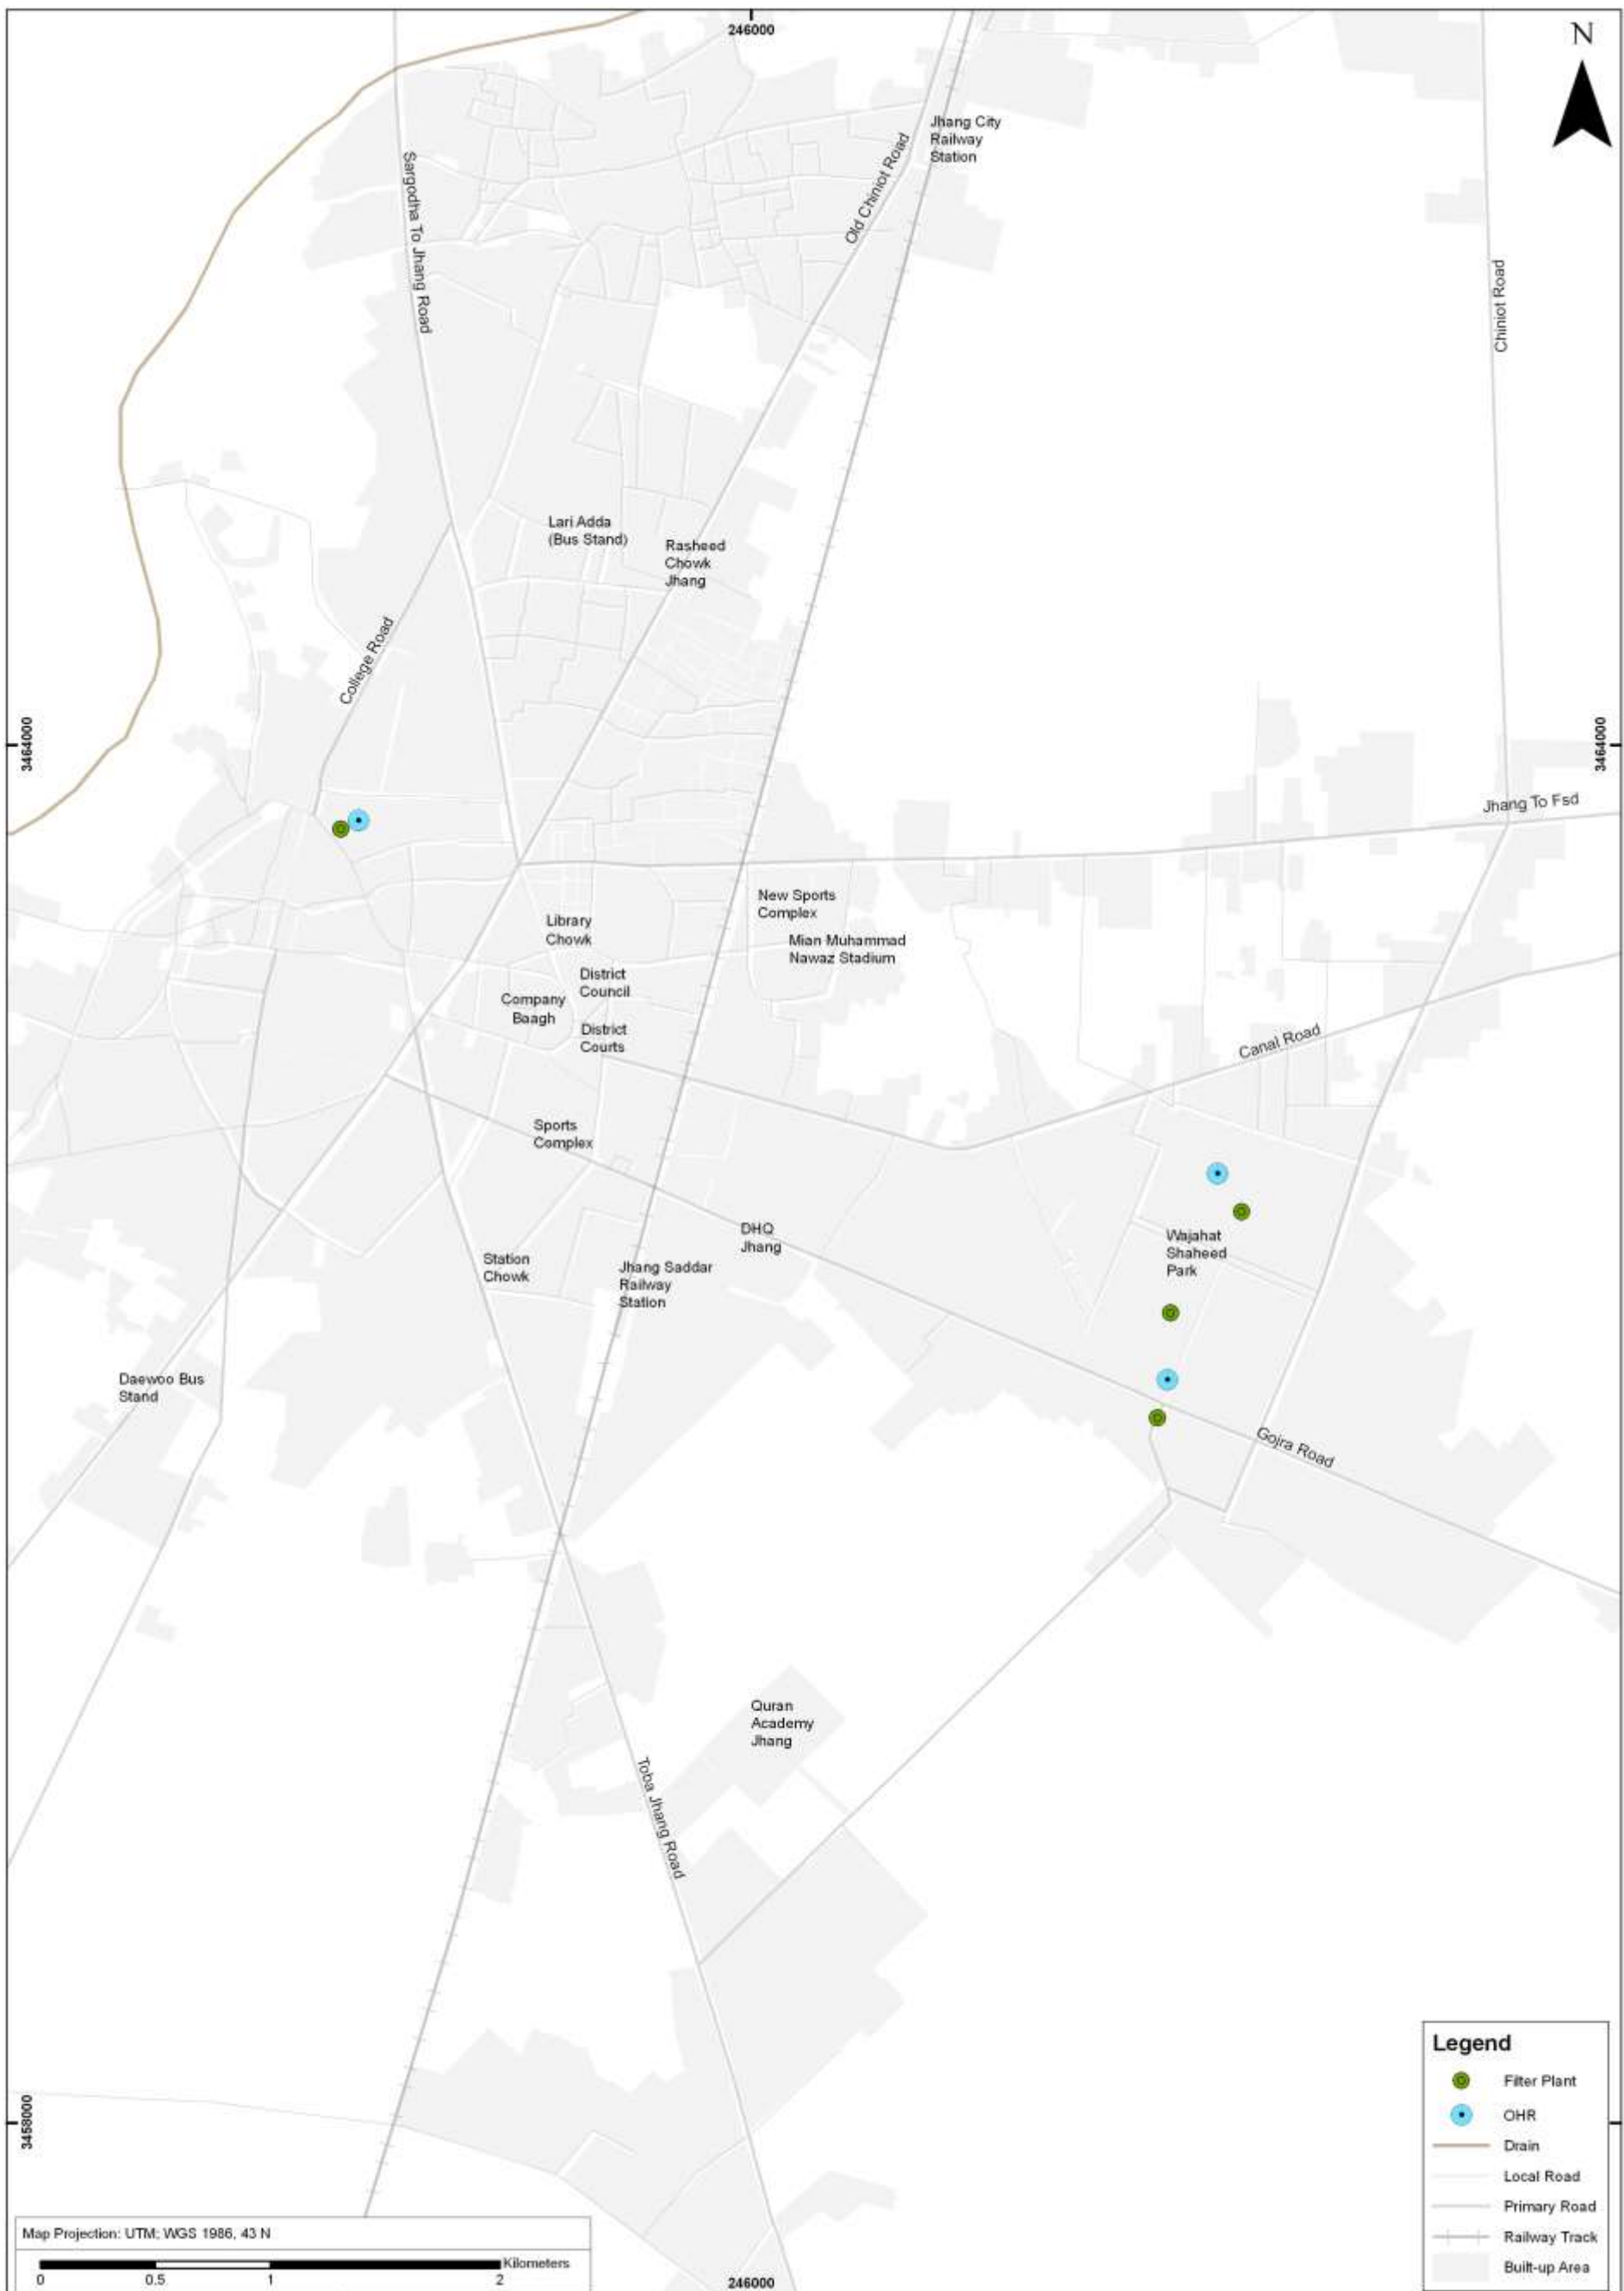 246000
N
Jhang City
Railway
Station
Old Chiniot Road
Sargodha To Jhang Road
Chiniot Road
Lari Adda
(Bus Stand)
Rasheed
Chowk
Jhang
College Road
3464000
3464000
Jhang To Fsd
New Sports
Complex
Library
Chowk
Mian Muhammad
Nawaz Stadium
District
Council
Company
Baagh
District
Courts
Canal Road
Sports
Complex
DHQ
Jhang
Wajahat
Shaheed
Park
Station
Chowk
Jhang Saddar
Railway
Station
Daewoo Bus
Stand
Gojra Road
Quran
Academy
Jhang
Toba Jhang Road
3458000
Legend
Filter Plant
OHR
Drain
Local Road
Primary Road
Railway Track
Built-up Area
Map Projection: UTM; WGS 1986, 43 N
Kilometers
0 0.5 1 2
246000